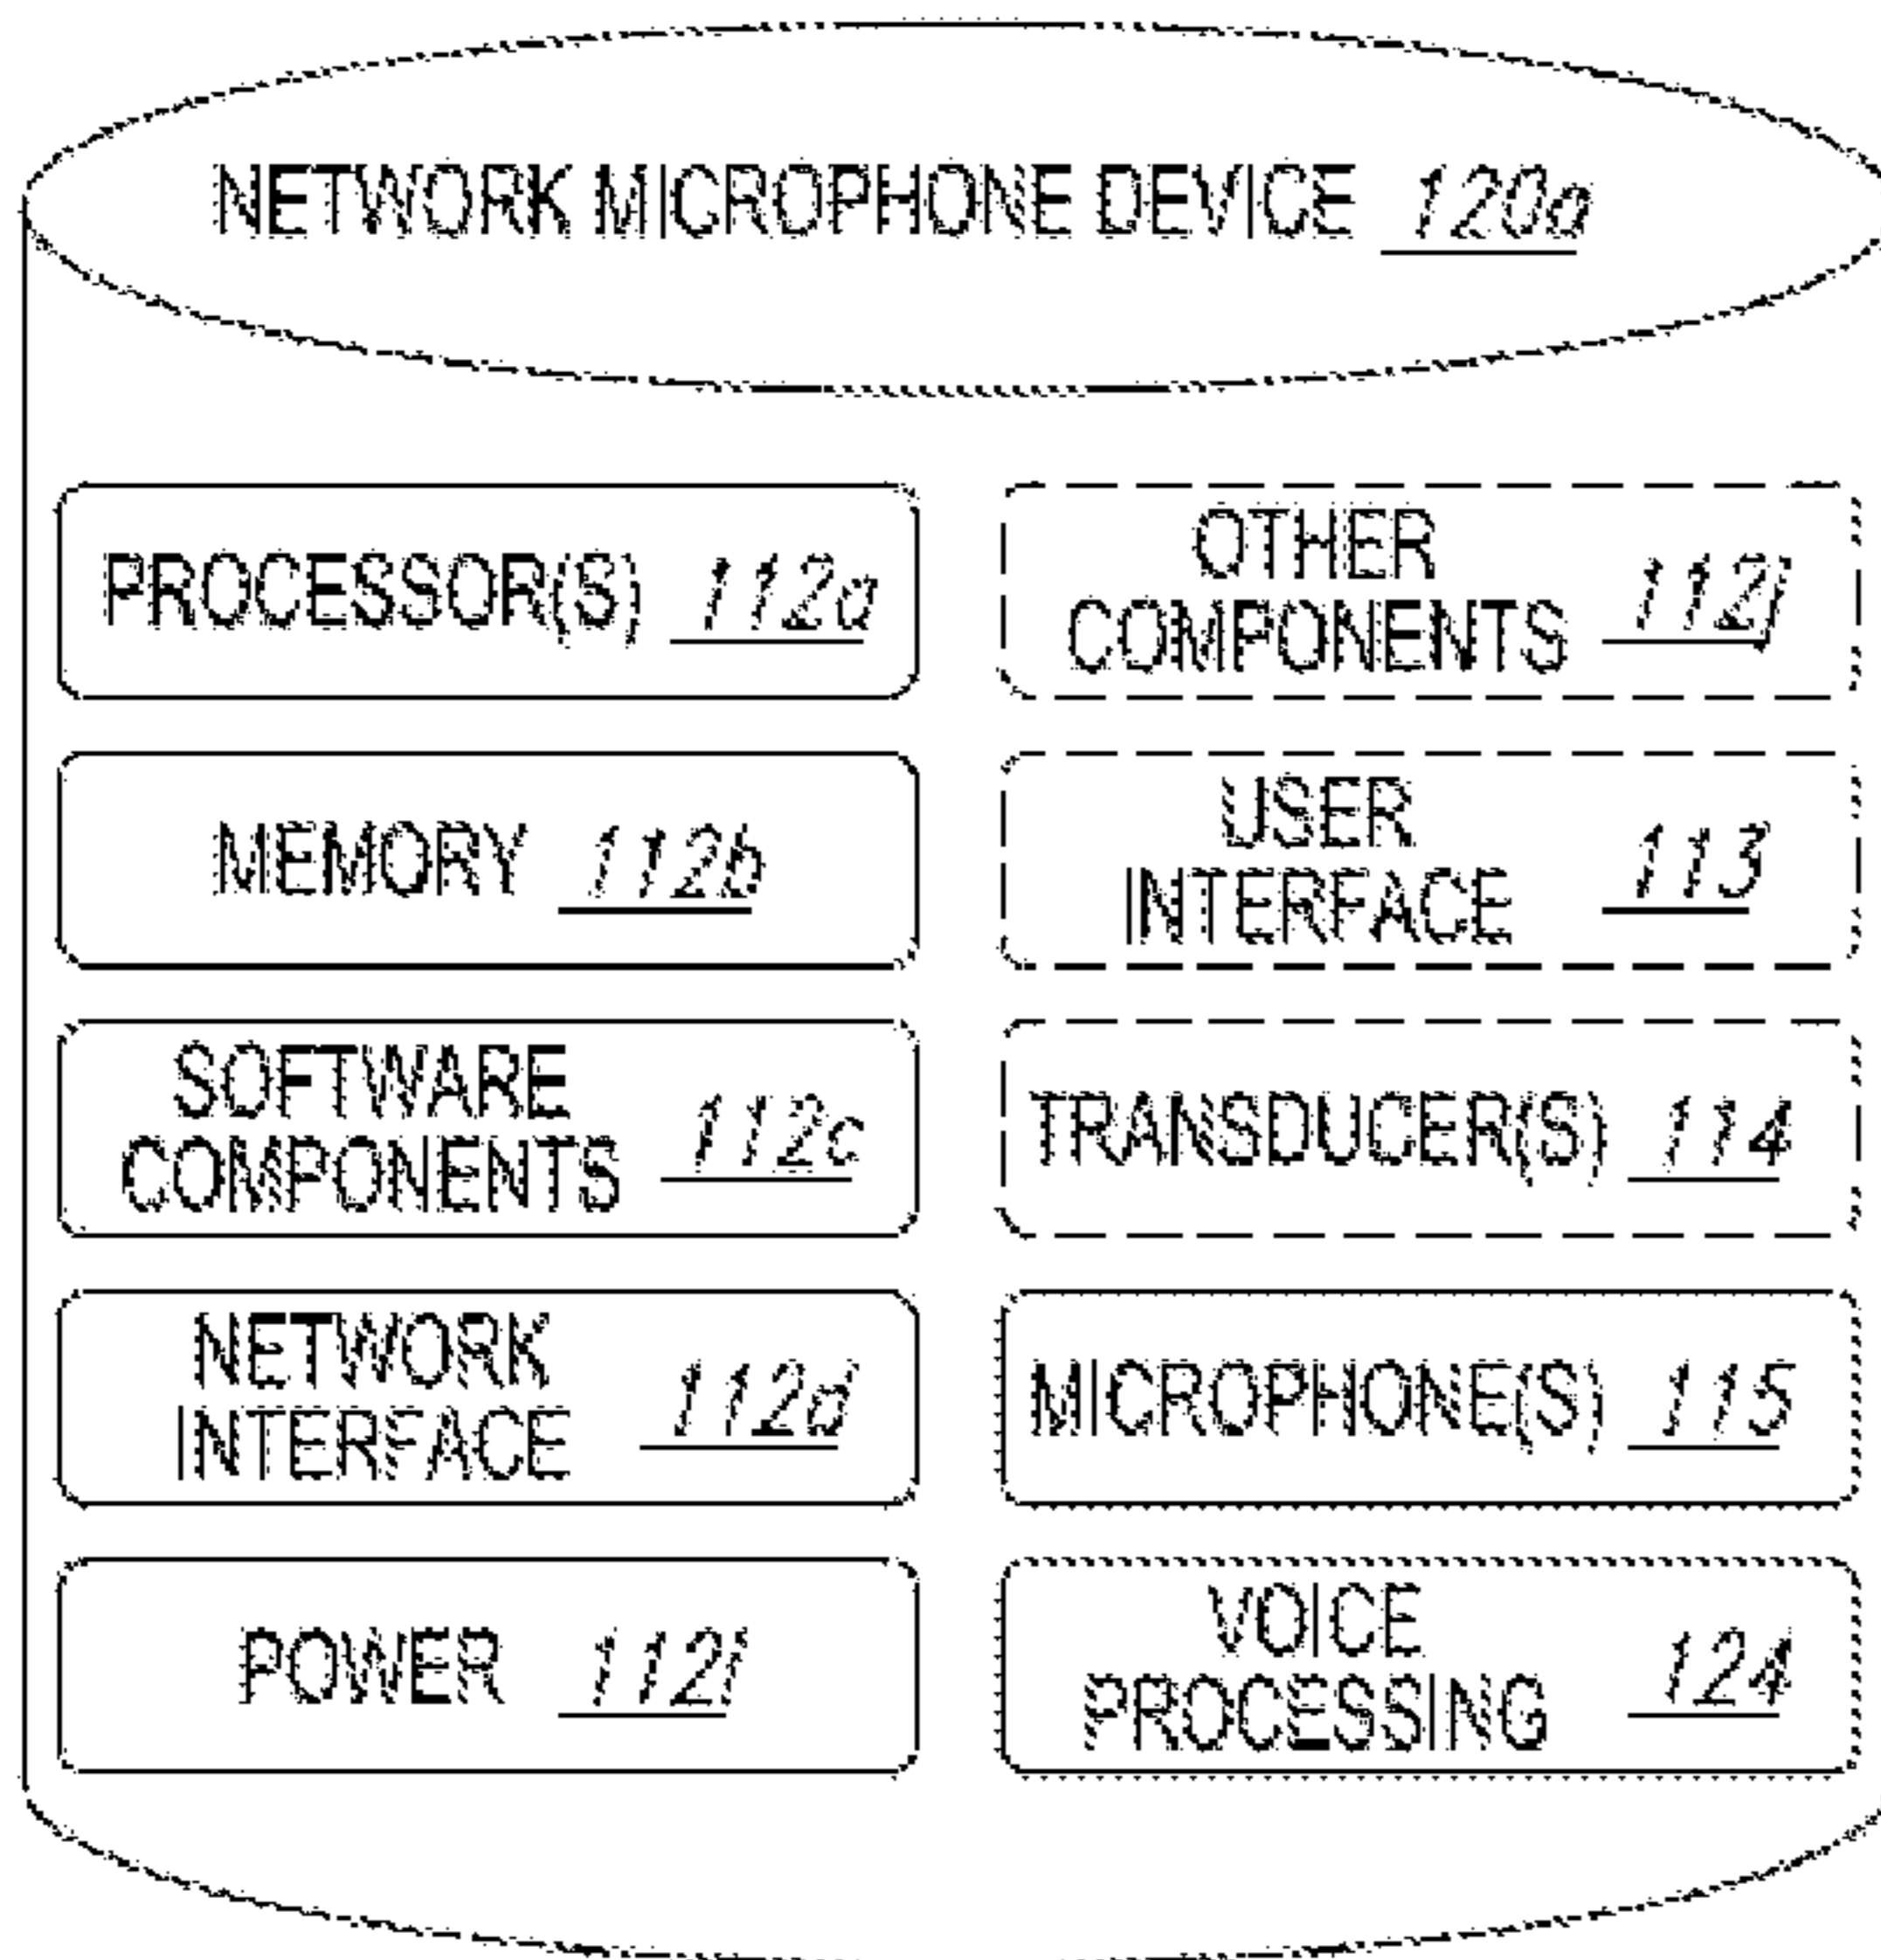 NETWORK MICROPHONE DEVICE 120a
PROCESSOR(S) 112a
MEMORY 112b
SOFTWARE
COMPONENTS 112c
NETWORK
INTERFACE 112d
POWER 112i
OTHER
COMPONENTS 112j
USER
INTERFACE 113
TRANSDUCER(S) 114
MICROPHONE(S) 115
VOICE
PROCESSING 124